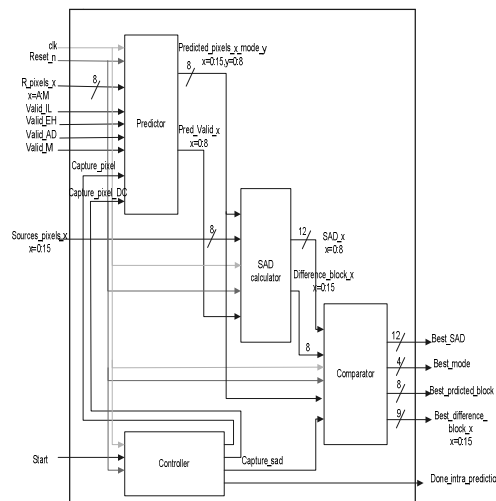 clk
Reset_n
R_pixels_x
x=A:M
8
Valid_IL
Valid_EH
Valid_AD
Valid_M
Capture_pixel
Capture_pixel_DC
Predictor
Predicted_pixels_x_mode_y
x=0:15,y=0:8
8
Pred_Valid_x
x=0:8
Sources_pixels_x
x=0:15
8
SAD
calculator
12
SAD_x
x=0:8
Difference_block_x
x=0:15
8
Comparator
12
Best_SAD
4
Best_mode
8
Best_prdicted_block
9
Best_difference_
block_x
x=0:15
Start
Controller
Capture_sad
Done_intra_predictio